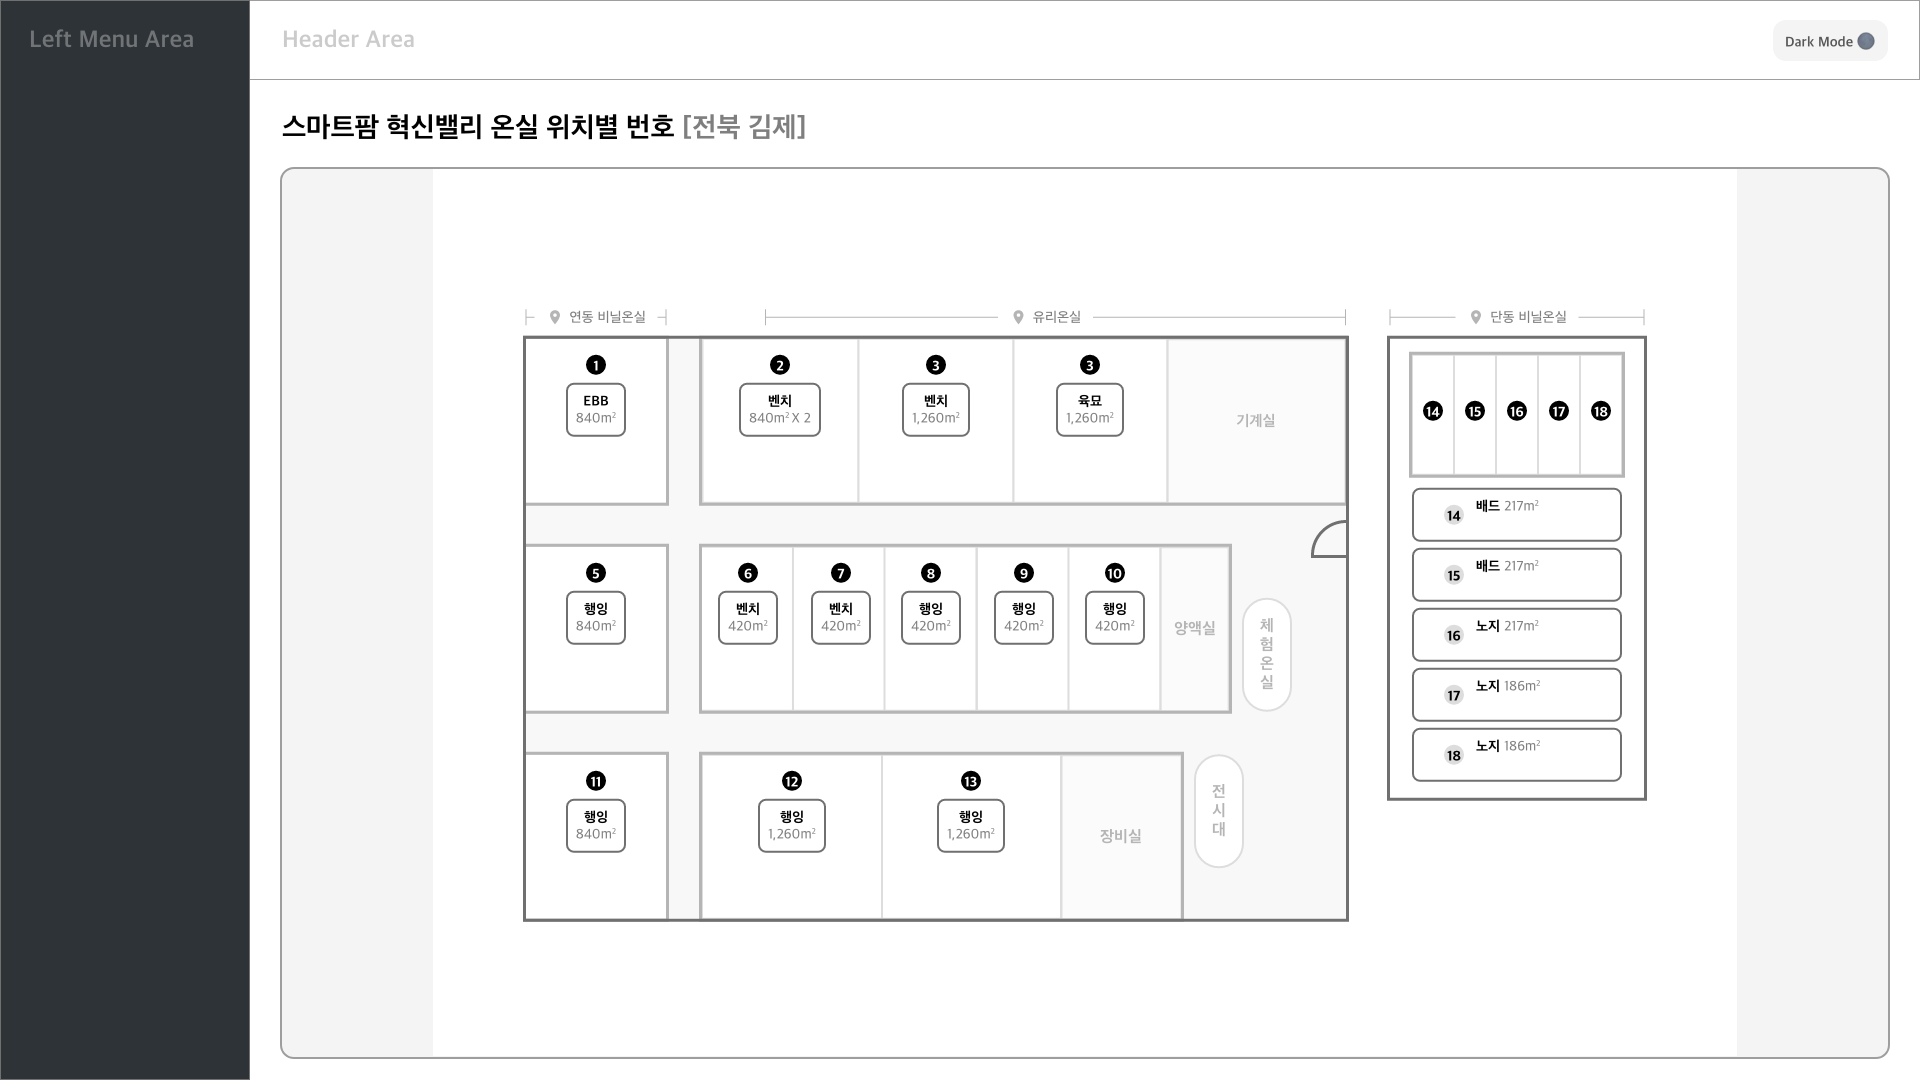 Left Menu Area
Header Area
Dark Mode
스마트팜 혁신밸리 온실 위치별 번호 [전북 김제]
연동 비닐온실
유리온실
단동 비닐온실
1
EBB
840m²
2
벤치
840m² X 2
3
벤치
1,260m²
3
육묘
1,260m²
기계실
5
행잉
840m²
6
벤치
420m²
7
벤치
420m²
8
행잉
420m²
9
행잉
420m²
10
행잉
420m²
양액실
체
험
온
실
11
행잉
840m²
12
행잉
1,260m²
13
행잉
1,260m²
장비실
전
시
대
14 15 16 17 18
14 배드 217m²
15 배드 217m²
16 노지 217m²
17 노지 186m²
18 노지 186m²